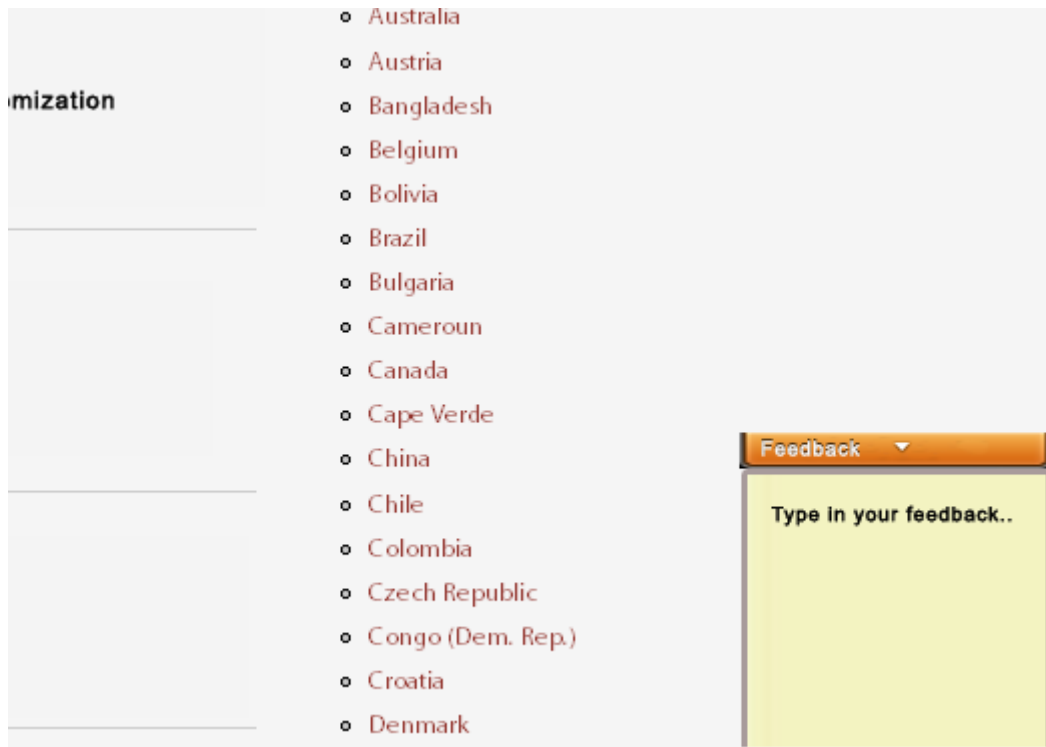 Australia
Austria
omization
Bangladesh
Belgium
Bolivia
Brazil
Bulgaria
Cameroun
Canada
Cape Verde
China
Chile
Colombia
Czech Republic
Congo (Dem. Rep.)
Croatia
Denmark
Feedback
Type in your feedback..